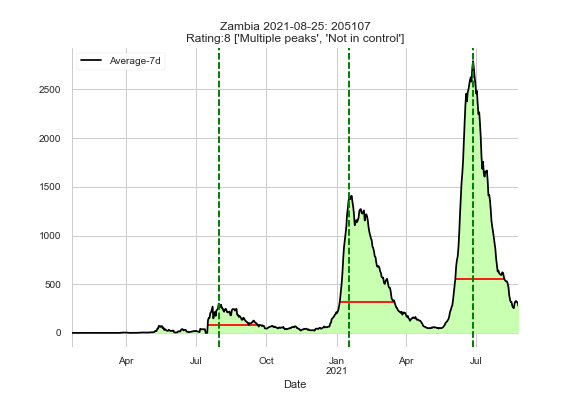 Zambia 2021-08-25: 205107
Rating:8 ['Multiple peaks', 'Not in control']
Average-7d
2500
2000
1500
1000
500
0
Apr Jul Oct Jan Apr Jul
2021
Date